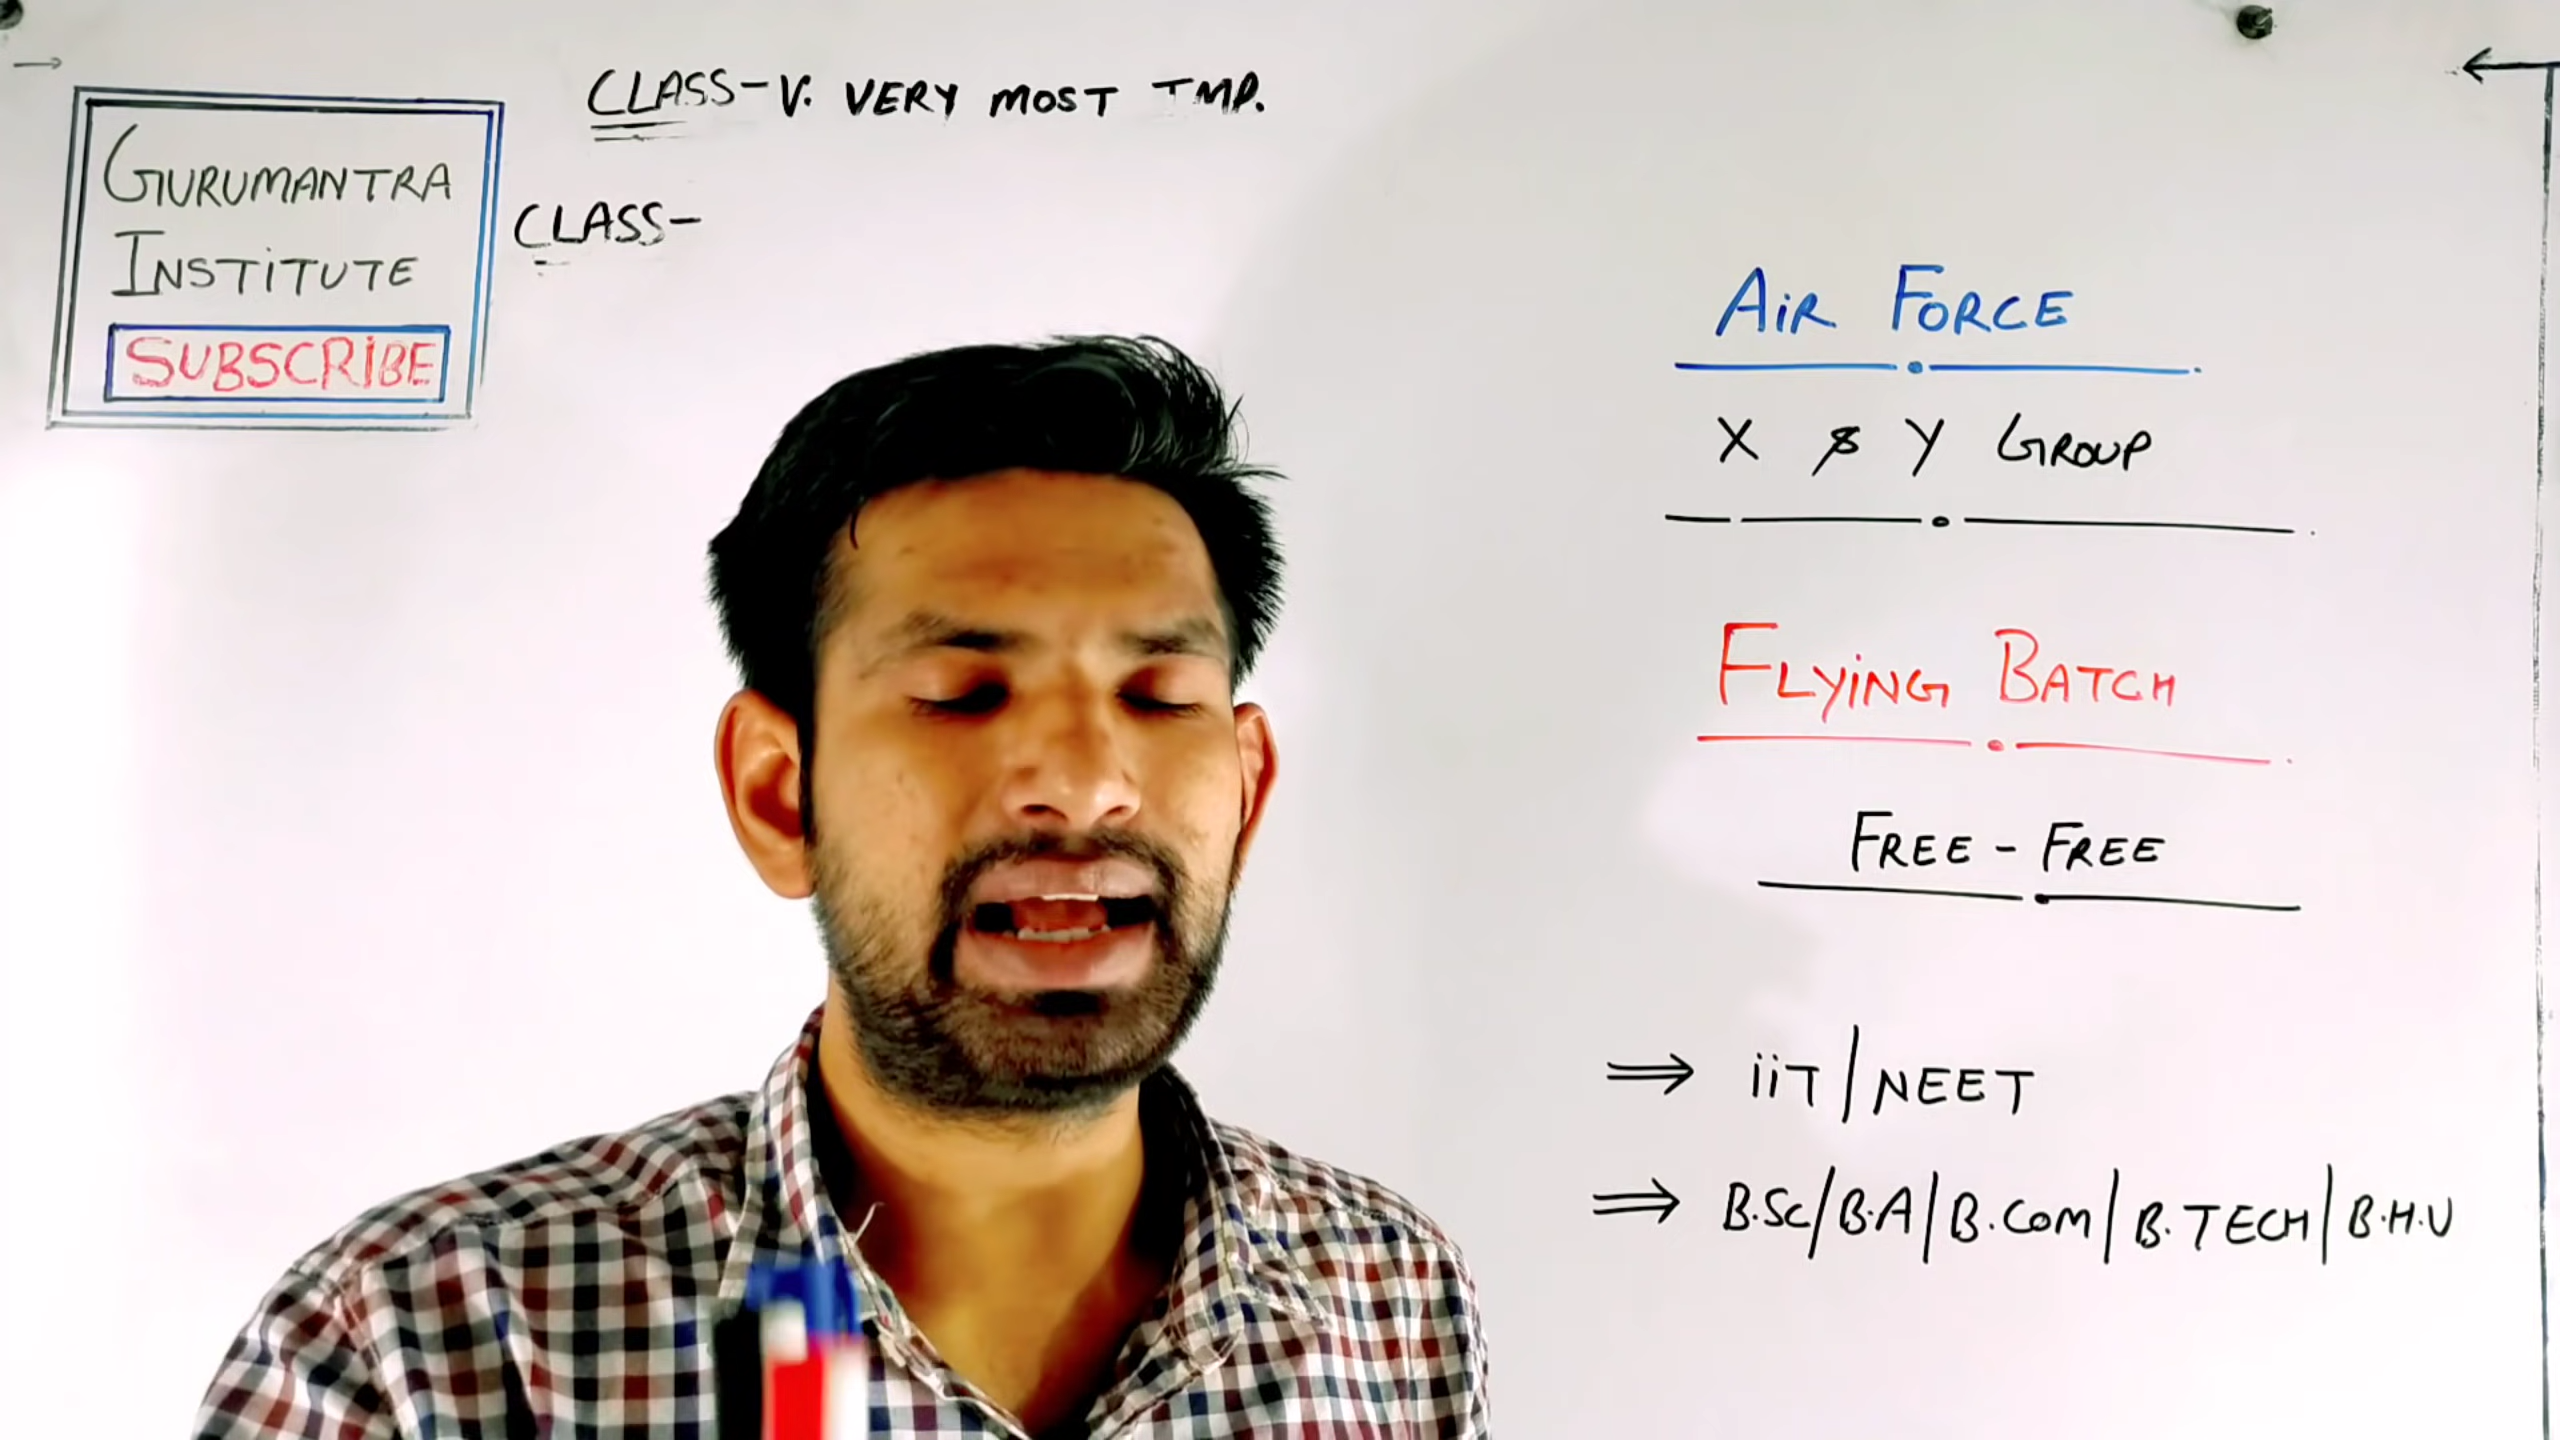 CLASS-V. VERY MOST IMP.
GURUMANTRA
INSTITUTE
SUBSCRIBE
CLASS-
AiR FORCE
X & Y GROUP
FLYiNG BATCH
FREE - FREE
⇒ iiT/NEET
⇒ B.Sc/B.A/B.Com/B.TECH/B.H.U